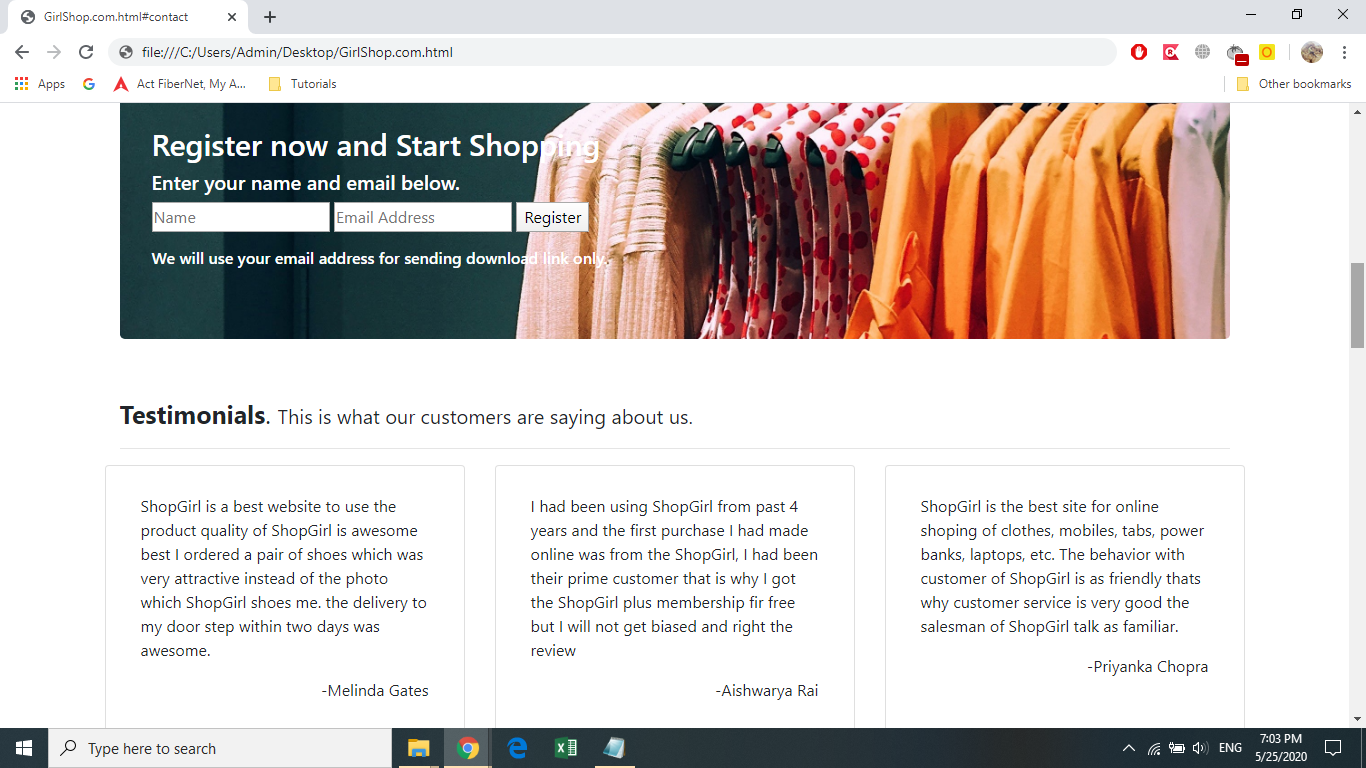 GirlShop.com.html#contact
file:///C:/Users/Admin/Desktop/GirlShop.com.html
Apps
Act FiberNet, My A...
Tutorials
Other bookmarks
Register now and Start Shopping
Enter your name and email below.
Name
Email Address
Register
We will use your email address for sending download link only.
Testimonials. This is what our customers are saying about us.
ShopGirl is a best website to use the
product quality of ShopGirl is awesome
best I ordered a pair of shoes which was
very attractive instead of the photo
which ShopGirl shoes me. the delivery to
my door step within two days was
awesome.
-Melinda Gates
I had been using ShopGirl from past 4
years and the first purchase I had made
online was from the ShopGirl, I had been
their prime customer that is why I got
the ShopGirl plus membership fir free
but I will not get biased and right the
review
-Aishwarya Rai
ShopGirl is the best site for online
shoping of clothes, mobiles, tabs, power
banks, laptops, etc. The behavior with
customer of ShopGirl is as friendly thats
why customer service is very good the
salesman of ShopGirl talk as familiar.
-Priyanka Chopra
Type here to search
ENG
7:03 PM
5/25/2020